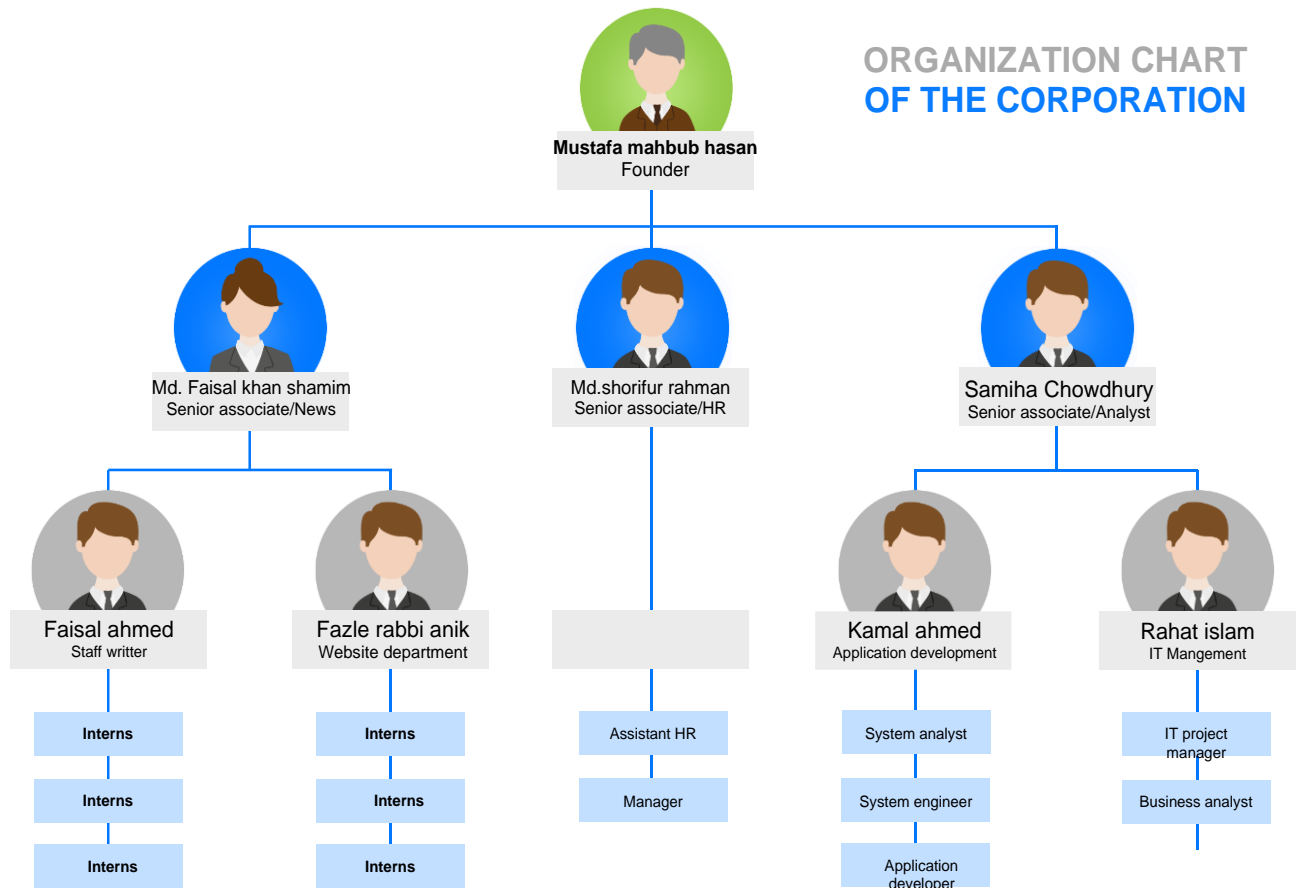 ORGANIZATION CHART
OF THE CORPORATION
Mustafa mahbub hasan
Founder
Md. Faisal khan shamim
Senior associate/News
Md.shorifur rahman
Senior associate/HR
Samiha Chowdhury
Senior associate/Analyst
Faisal ahmed
Staff writter
Fazle rabbi anik
Website department
Kamal ahmed
Application development
Rahat islam
IT Mangement
Interns
Interns
Assistant HR
System analyst
IT project
manager
Interns
Interns
Manager
System engineer
Business analyst
Interns
Interns
Application
developer